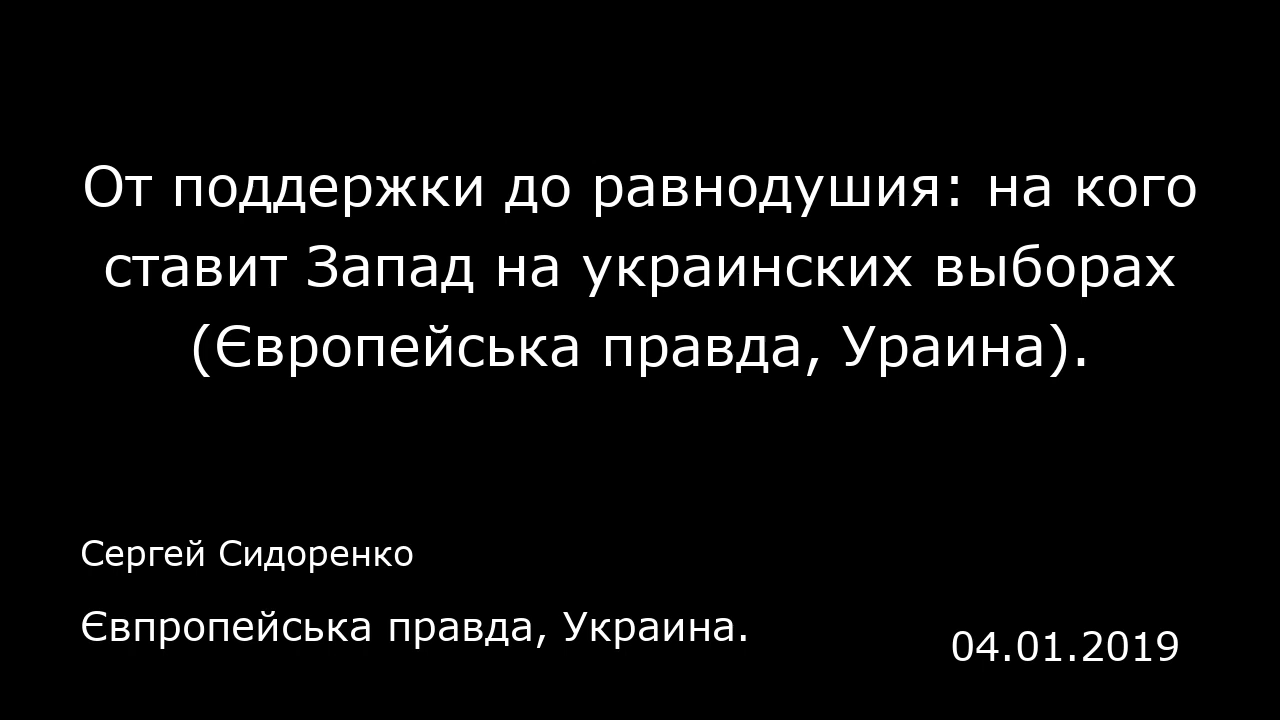 От поддержки до равнодушия: на кого
ставит Запад на украинских выборах
(Європейська правда, Ураина).
Сергей Сидоренко
Євпропейська правда, Украина.
04.01.2019